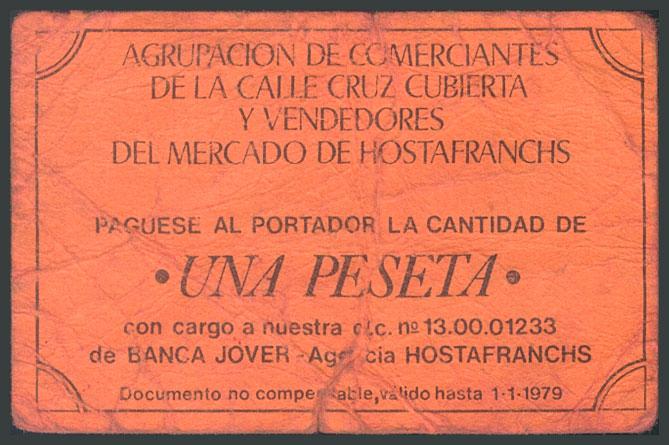 AGRUPACION DE COMERCIANTES
DE LA CALLE CRUZ CUBIERTA
Y VENDEDORES
DEL MERCADO DE HOSTAFRANCHS
PAGUESE AL PORTADOR LA CANTIDAD DE
• UNA PESETA •
con cargo a nuestra c/c. nº 13.00.01233
de BANCA JOVER - Agencia HOSTAFRANCHS
Documento no compensable, válido hasta 1-1-1979